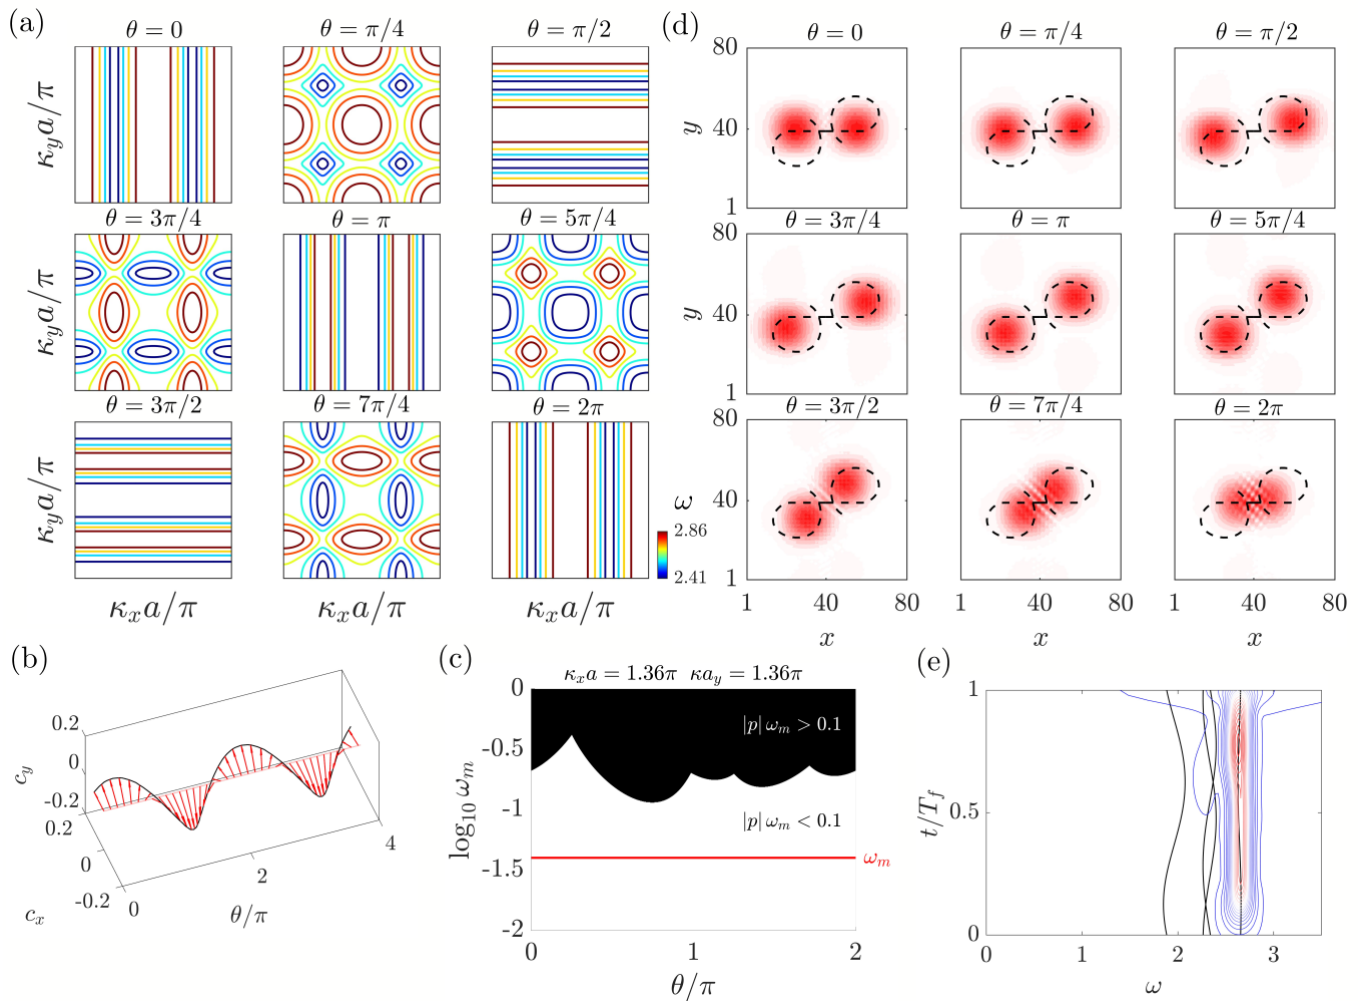 (a)
θ = 0
θ = π/4
θ = π/2
κ_y a/π
θ = 3π/4
θ = π
θ = 5π/4
κ_y a/π
θ = 3π/2
θ = 7π/4
θ = 2π
κ_y a/π
ω
2.86
2.41
κ_x a/π
κ_x a/π
κ_x a/π
(d)
θ = 0
θ = π/4
θ = π/2
80
y
40
1
θ = 3π/4
θ = π
θ = 5π/4
80
y
40
1
θ = 3π/2
θ = 7π/4
θ = 2π
80
40
1
1 40 80
1 40 80
1 40 80
x
x
x
(b)
0.2
c_y 0
-0.2
0.2
0
-0.2
c_x
0
2
4
θ/π
(c)
κ_x a = 1.36π κa_y = 1.36π
0
-0.5
-1
-1.5
-2
log₁₀ ω_m
|p| ω_m > 0.1
|p| ω_m < 0.1
ω_m
0 1 2
θ/π
(e)
1
t/T_f
0.5
0
0 1 2 3
ω